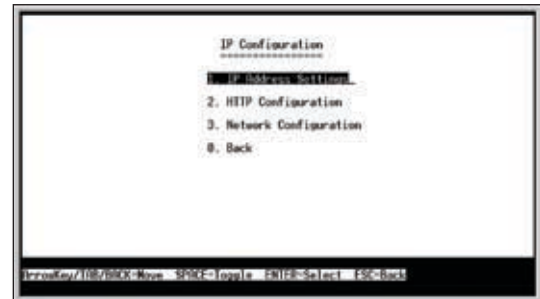 IP Configuration
================
1. IP Address Settings
2. HTTP Configuration
3. Network Configuration
0. Back
ArrowKey/TAB/BACK=Move SPACE=Toggle ENTER=Select ESC=Back